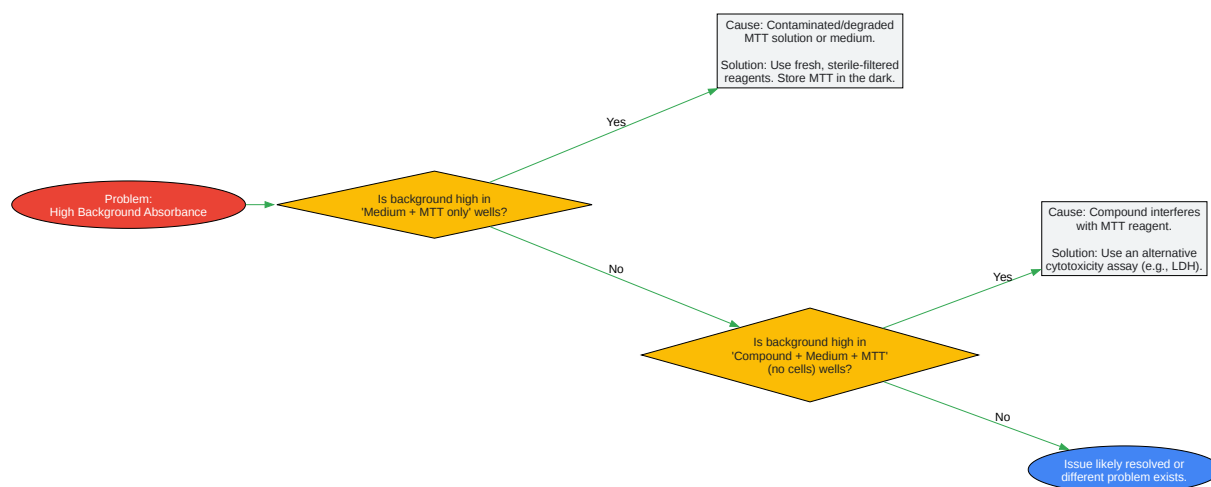 Cause: Contaminated/degraded
MTT solution or medium.
Solution: Use fresh, sterile-filtered
reagents. Store MTT in the dark.
Yes
Problem:
High Background Absorbance
Is background high in
'Medium + MTT only' wells?
No
Cause: Compound interferes
with MTT reagent.
Solution: Use an alternative
cytotoxicity assay (e.g., LDH).
Yes
Is background high in
'Compound + Medium + MTT'
(no cells) wells?
No
Issue likely resolved or
different problem exists.